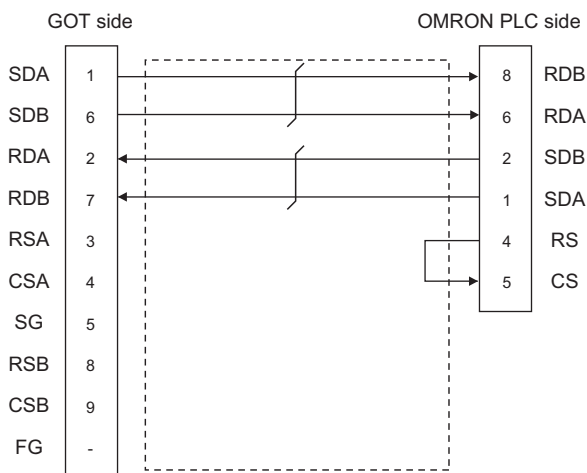 GOT side OMRON PLC side
SDA 1 8 RDB
SDB 6 6 RDA
RDA 2 2 SDB
RDB 7 1 SDA
RSA 3 4 RS
CSA 4 5 CS
SG 5
RSB 8
CSB 9
FG -